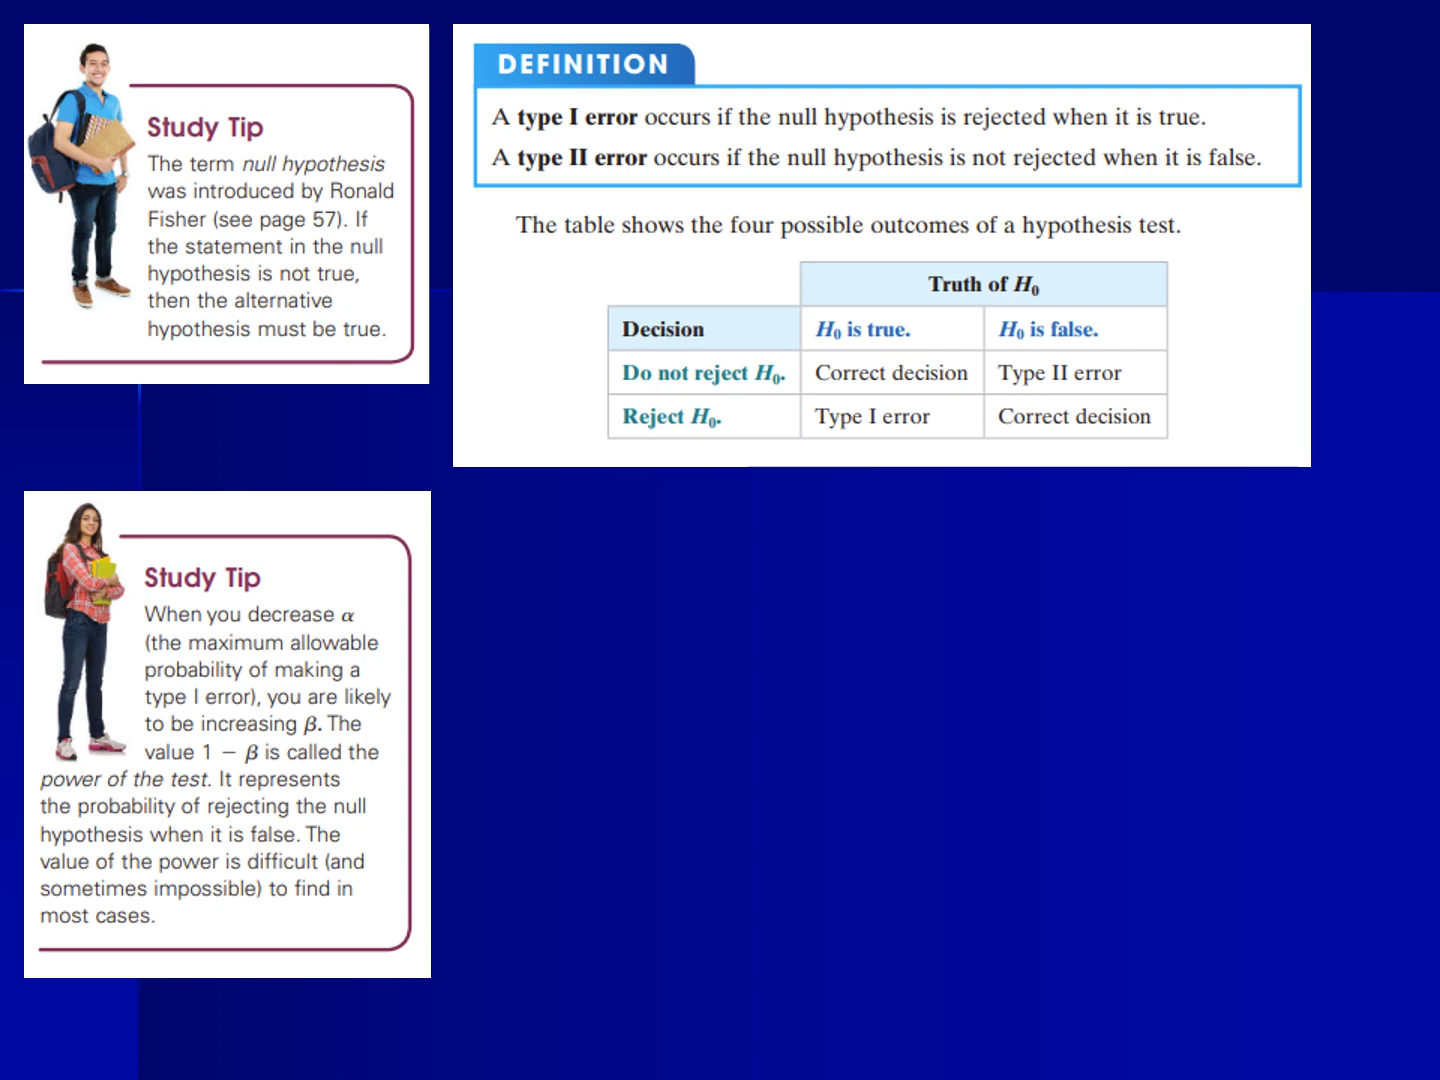 Study Tip
The term null hypothesis
was introduced by Ronald
Fisher (see page 57). If
the statement in the null
hypothesis is not true,
then the alternative
hypothesis must be true.
DEFINITION
A type I error occurs if the null hypothesis is rejected when it is true.
A type II error occurs if the null hypothesis is not rejected when it is false.
The table shows the four possible outcomes of a hypothesis test.
Truth of H₀
Decision H₀ is true. H₀ is false.
Do not reject H₀. Correct decision Type II error
Reject H₀. Type I error Correct decision
Study Tip
When you decrease α
(the maximum allowable
probability of making a
type I error), you are likely
to be increasing β. The
value 1 − β is called the
power of the test. It represents
the probability of rejecting the null
hypothesis when it is false. The
value of the power is difficult (and
sometimes impossible) to find in
most cases.